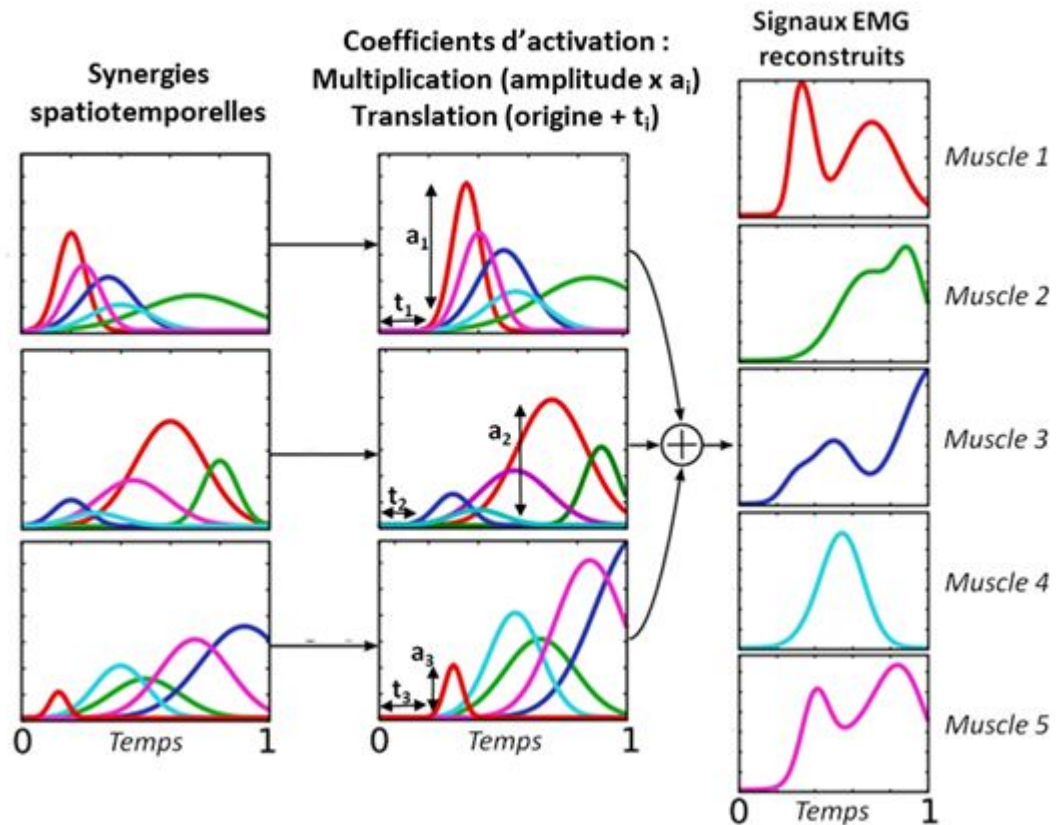 Synergies
spatiotemporelles
Coefficients d'activation :
Multiplication (amplitude x aᵢ)
Translation (origine + tᵢ)
Signaux EMG
reconstruits
a₁
t₁
a₂
t₂
a₃
t₃
0 Temps 1
0 Temps 1
Muscle 1
Muscle 2
Muscle 3
Muscle 4
Muscle 5
0 Temps 1